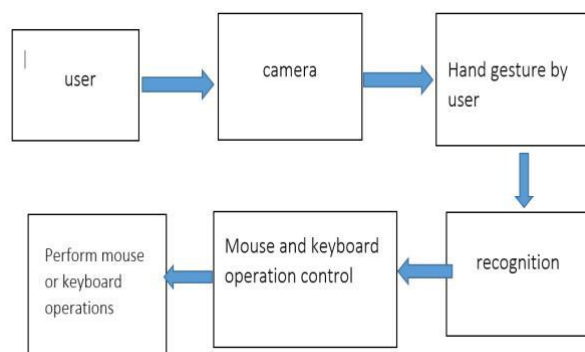 user
camera
Hand gesture by
user
recognition
Mouse and keyboard
operation control
Perform mouse
or keyboard
operations